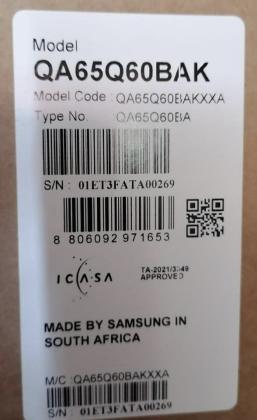 Model
QA65Q60BAK
Model Code : QA65Q60BAKXXA
Type No. : QA65Q60BA
S/N : 01ET3FATA00269
8 806092 971653
ICASA
TA-2021/3349
APPROVED
MADE BY SAMSUNG IN
SOUTH AFRICA
M/C :QA65Q60BAKXXA
S/N : 01ET3FATA00269